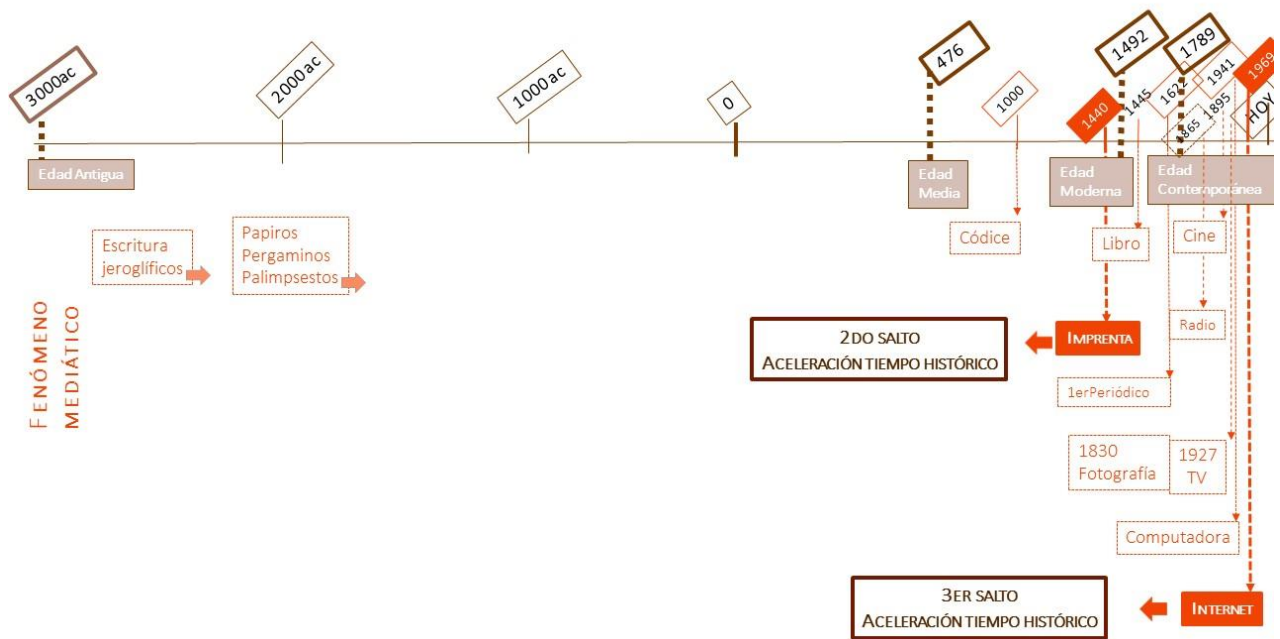 3000ac
2000ac
1000ac
0
476
1000
1440
1492
1445
1622
1789
1865
1895
1941
1969
HOY
Edad Antigua
Edad
Media
Edad
Moderna
Edad
Contemporánea
Escritura
jeroglíficos
Papiros
Pergaminos
Palimpsestos
Códice
Libro
Cine
FENÓMENO
MEDIÁTICO
2DO SALTO
ACELERACIÓN TIEMPO HISTÓRICO
IMPRENTA
Radio
1erPeriódico
1830
Fotografía
1927
TV
Computadora
3ER SALTO
ACELERACIÓN TIEMPO HISTÓRICO
INTERNET